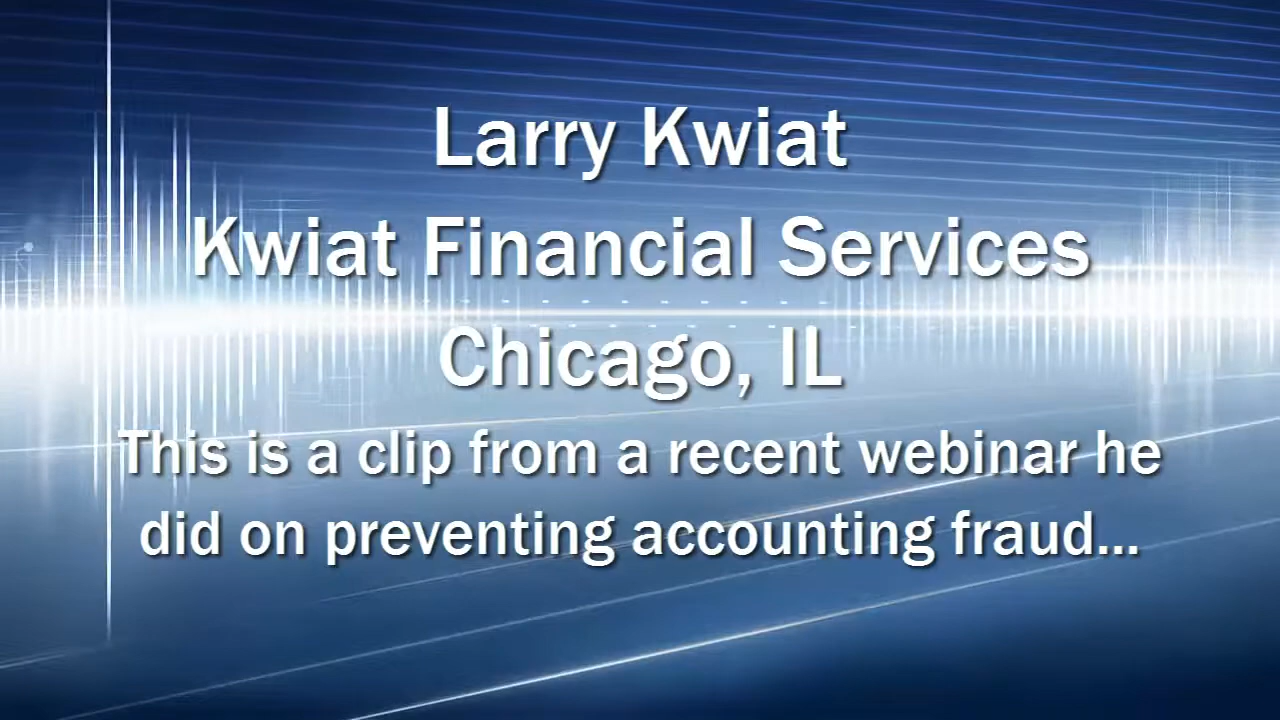 Larry Kwiat
Kwiat Financial Services
Chicago, IL
This is a clip from a recent webinar he
did on preventing accounting fraud...